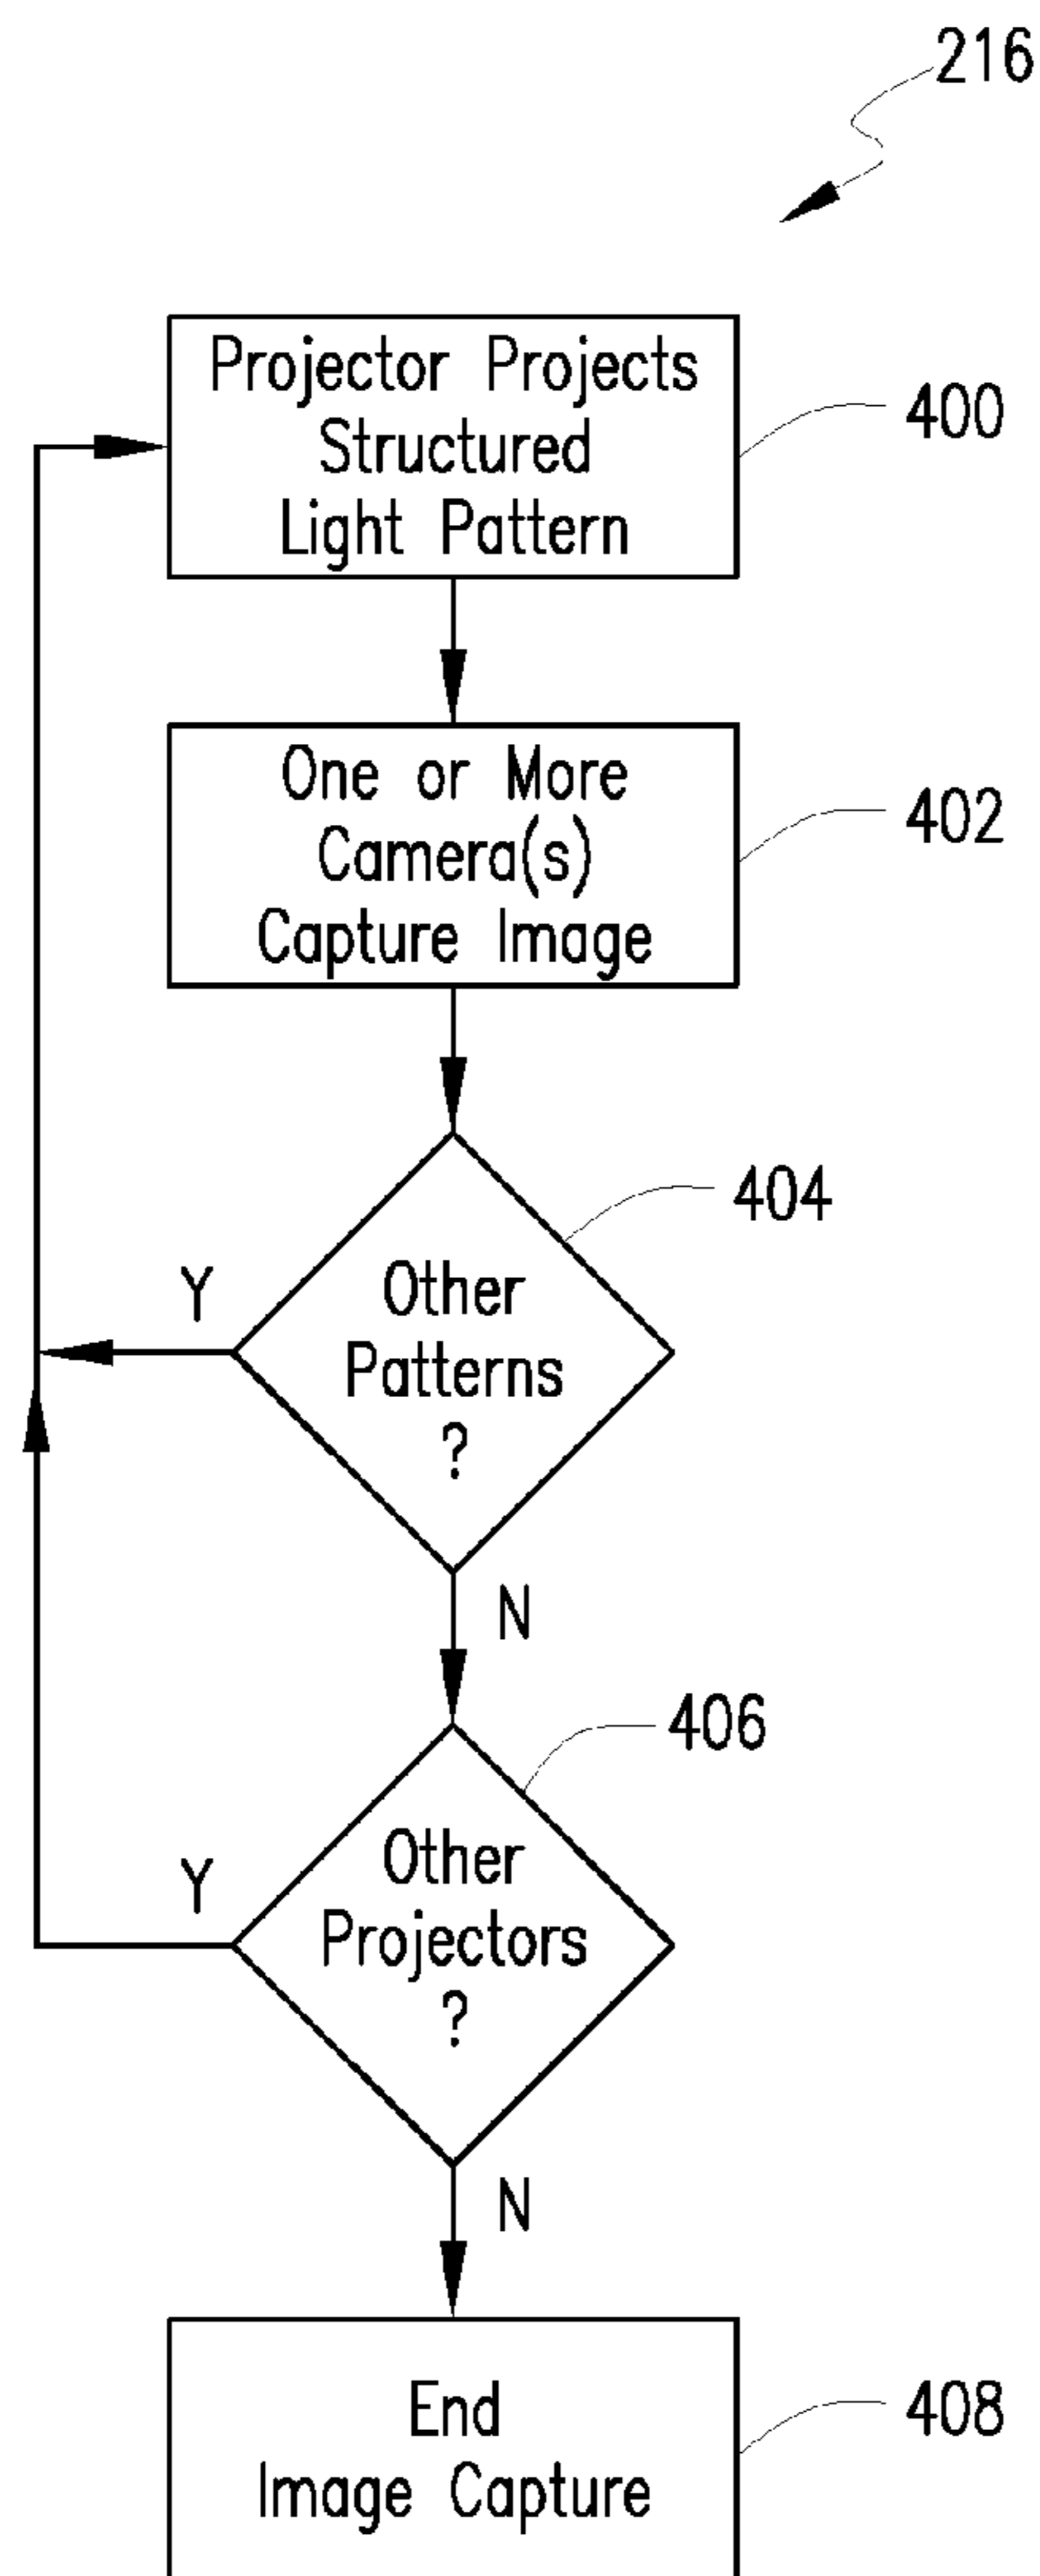 216
Projector Projects
Structured
Light Pattern
400
One or More
Camera(s)
Capture Image
402
404
Y
Other
Patterns
?
N
406
Y
Other
Projectors
?
N
End
Image Capture
408